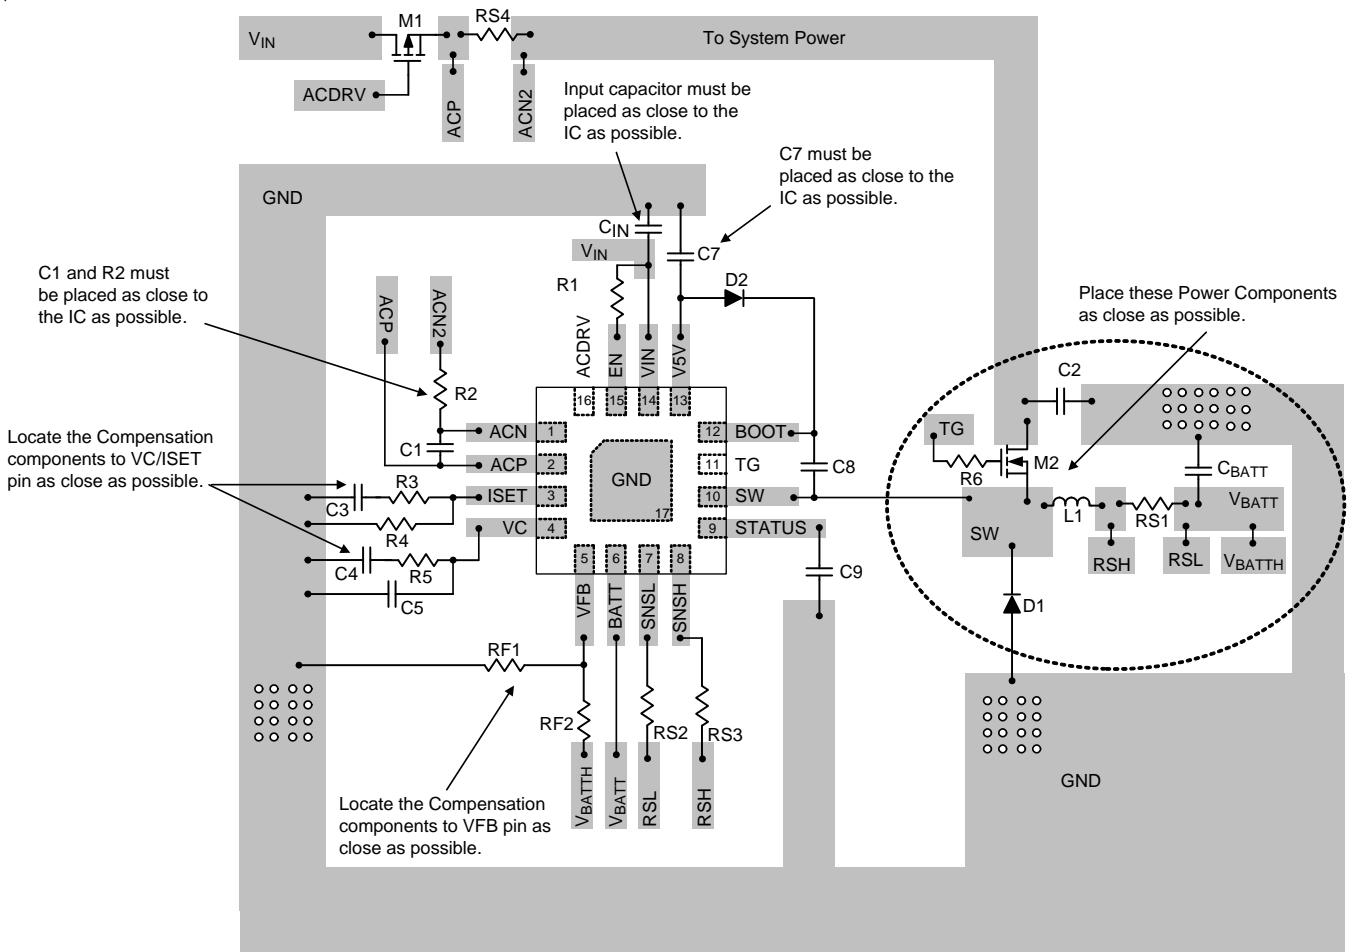 M1
RS4
VIN
To System Power
ACDRV
ACP
ACN2
Input capacitor must be
placed as close to the
IC as possible.
C7 must be
placed as close to the
IC as possible.
GND
CIN
VIN
C7
C1 and R2 must
be placed as close to
the IC as possible.
R1
D2
Place these Power Components
as close as possible.
ACP
ACN2
ACDRV
EN
VIN
V5V
R2
C2
16
15
14
13
TG
Locate the Compensation
components to VC/ISET
pin as close as possible.
C1
ACN
1
12
BOOT
ACP
2
11
TG
C8
R6
M2
CBATT
GND
17
R3
ISET
3
10
SW
C3
R4
VC
4
9
STATUS
SW
L1
RS1
VBATT
C4
R5
5
6
7
8
C9
RSH
RSL
VBATTH
C5
VFB
BATT
SNSL
SNSH
D1
RF1
RF2
RS2
RS3
VBATTH
VBATT
RSL
RSH
GND
Locate the Compensation
components to VFB pin as
close as possible.